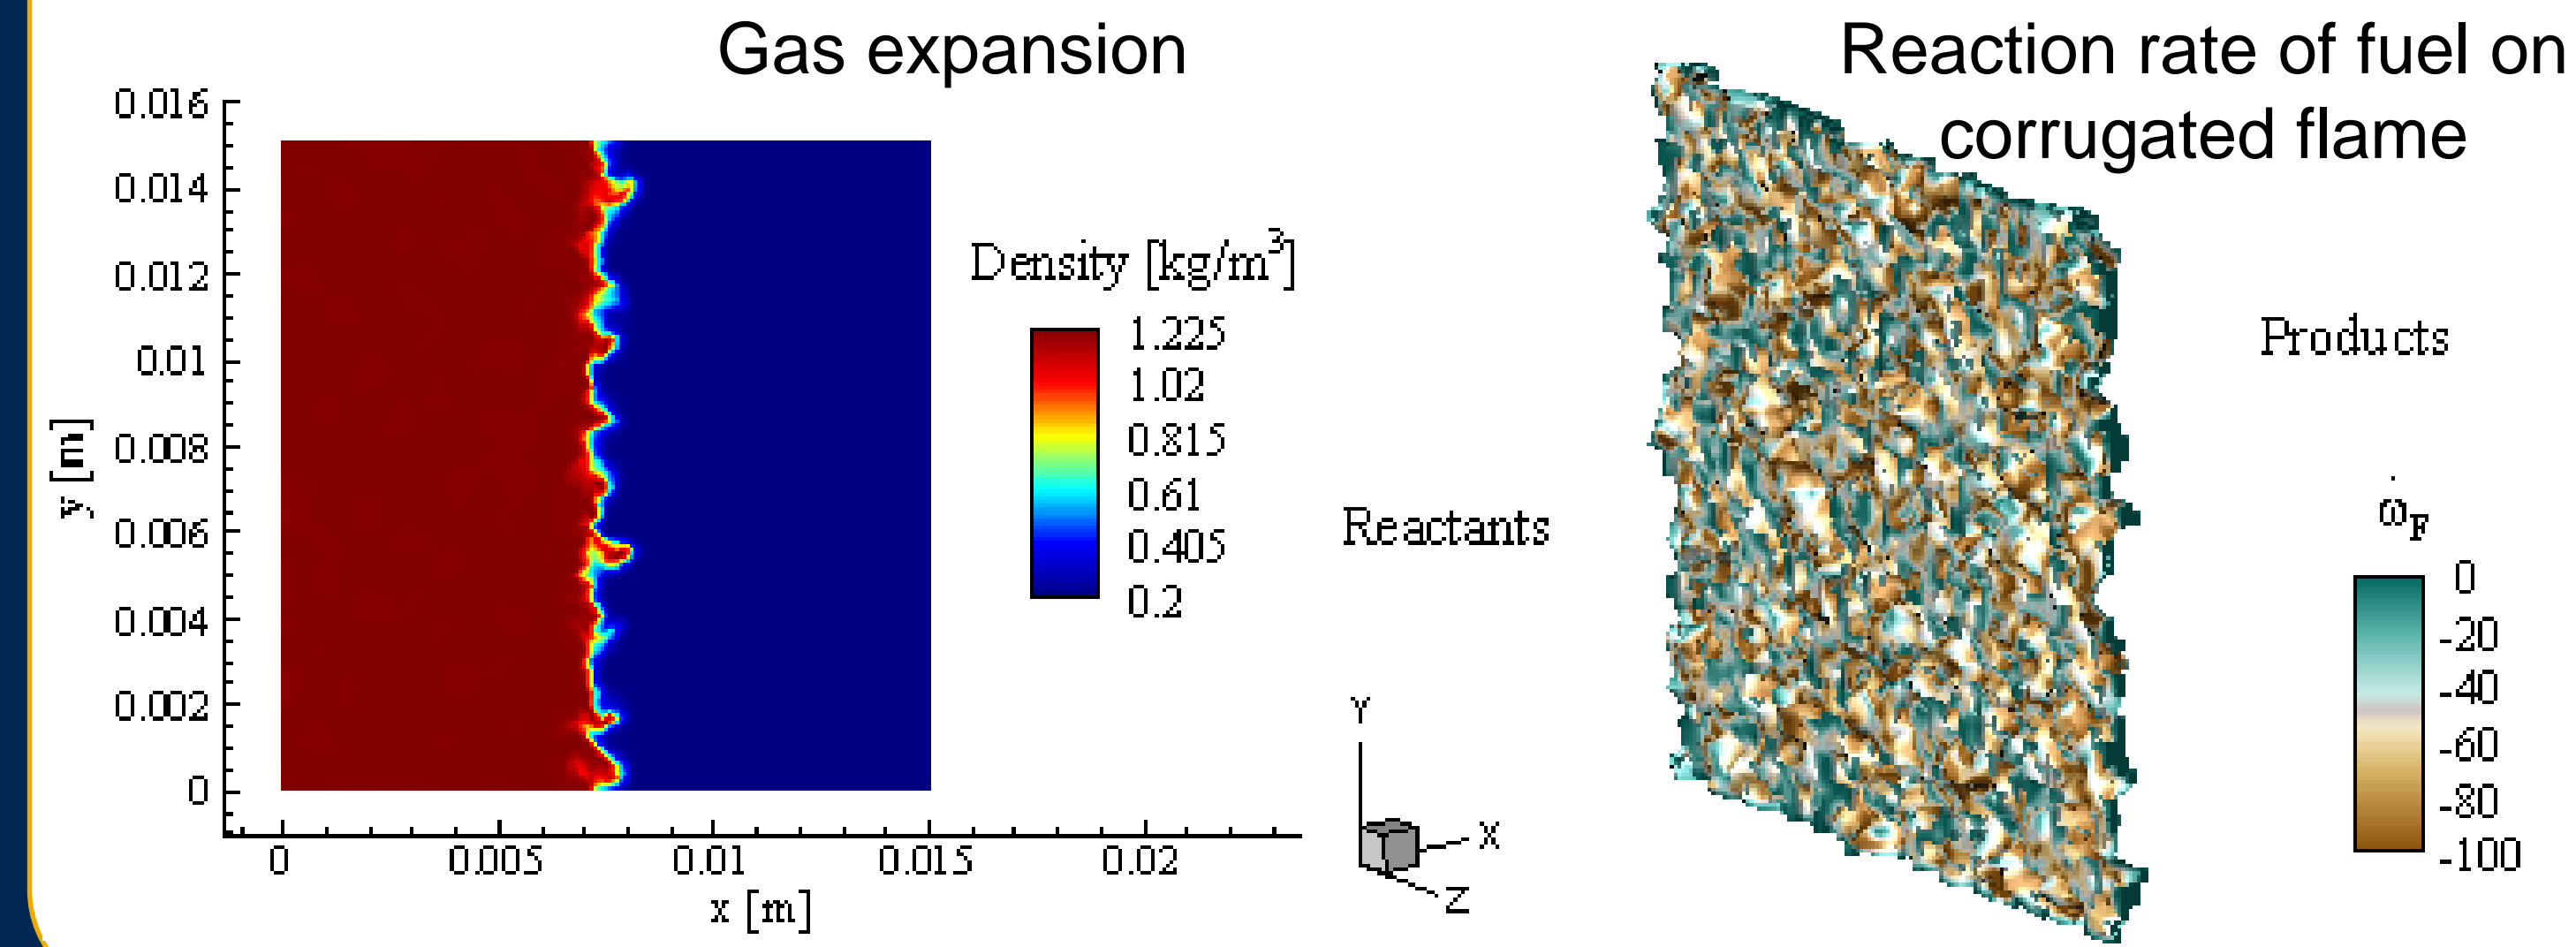 Gas expansion
0.016
0.014
0.012
0.01
0.008
0.006
0.004
0.002
0
y [m]
0
0.005
0.01
0.015
0.02
x [m]
Density [kg/m³]
1.225
1.02
0.815
0.61
0.405
0.2
Reaction rate of fuel on
corrugated flame
Reactants
Products
Y
X
Z
ω̇F
0
-20
-40
-60
-80
-100